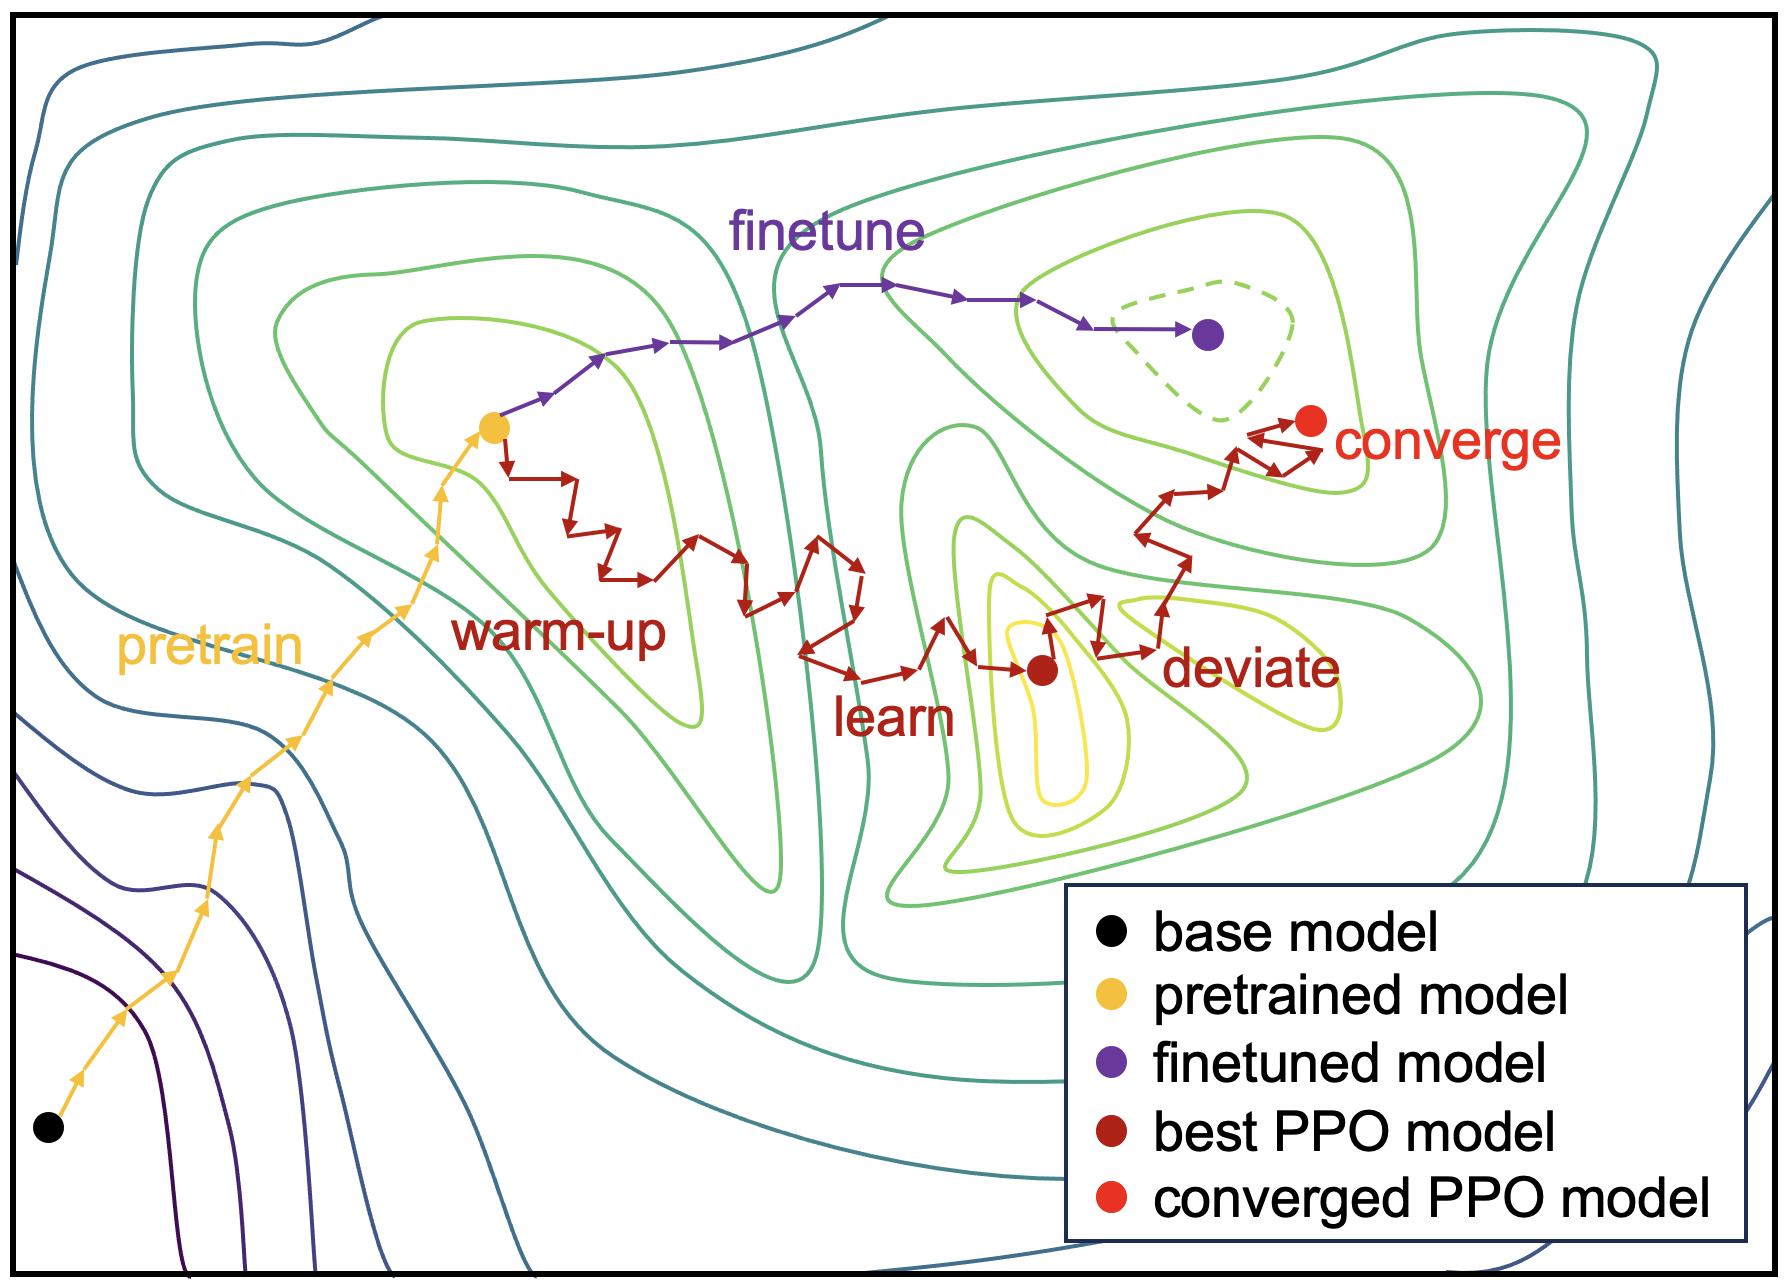 finetune
converge
pretrain
warm-up
deviate
learn
base model
pretrained model
finetuned model
best PPO model
converged PPO model